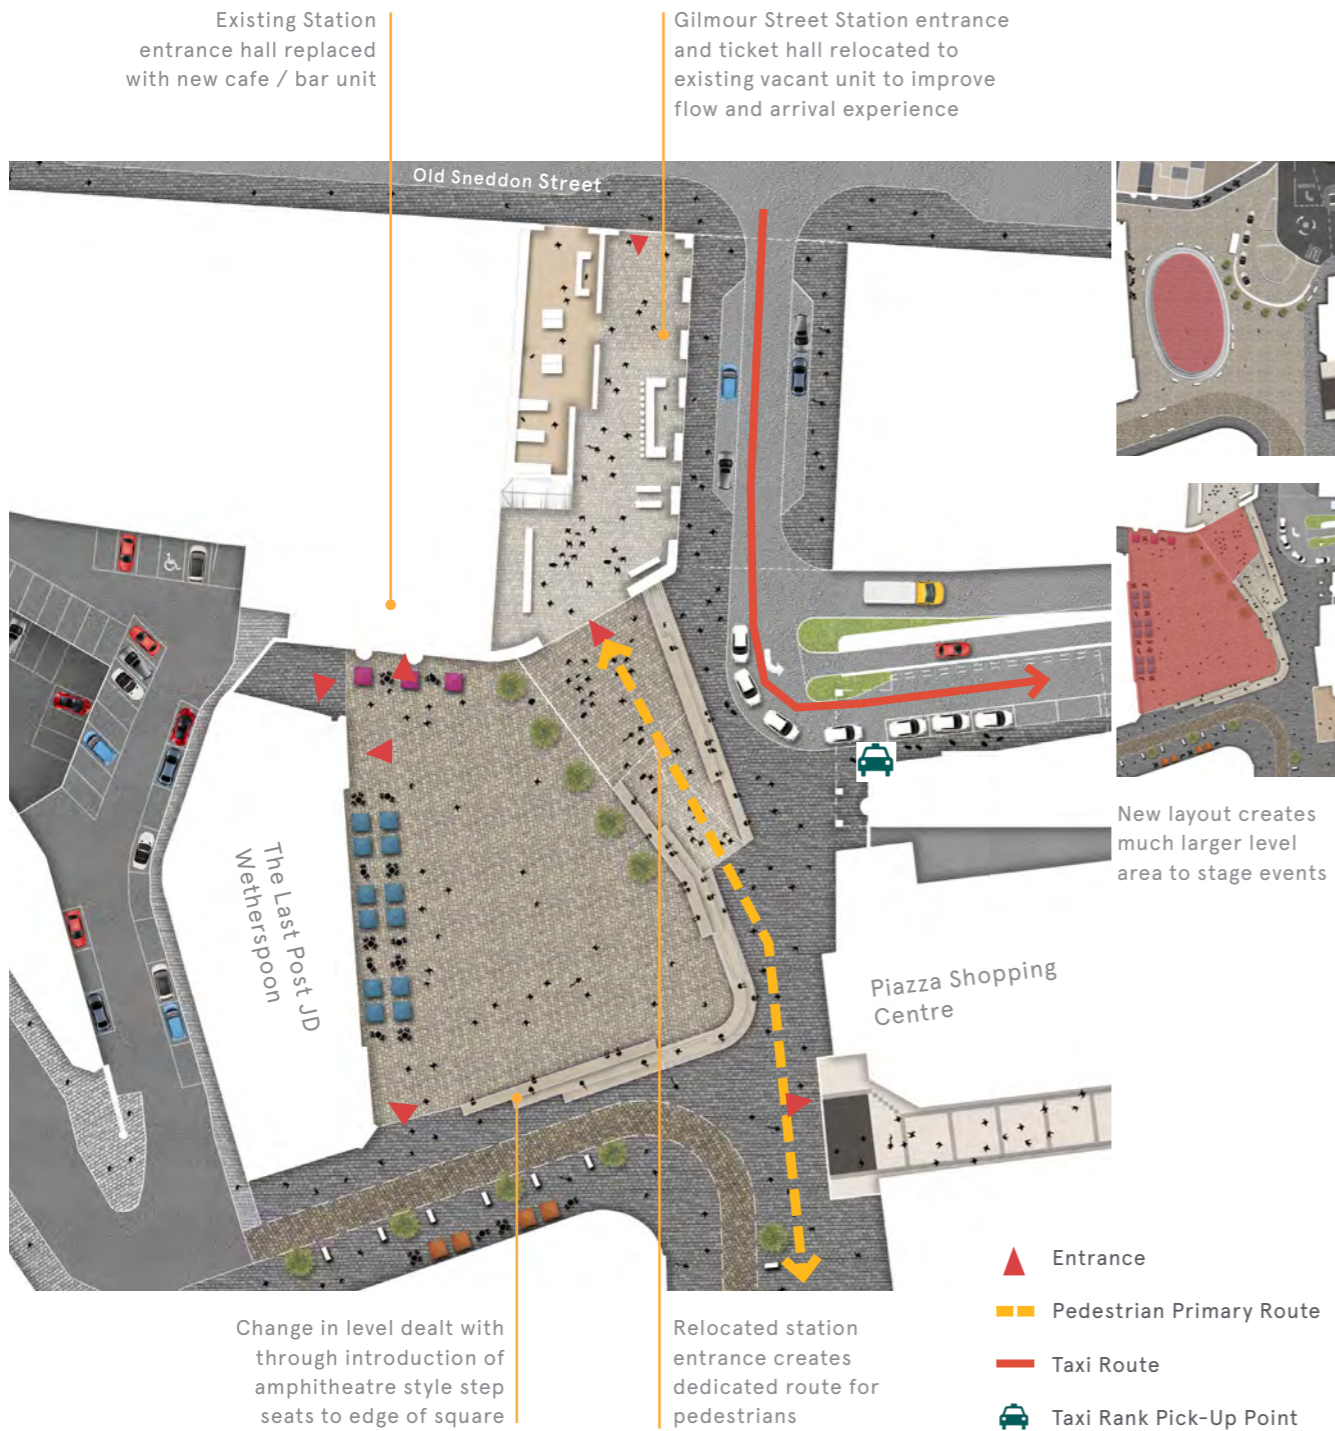 Existing Station
entrance hall replaced
with new cafe / bar unit
Gilmour Street Station entrance
and ticket hall relocated to
existing vacant unit to improve
flow and arrival experience
Old Sneddon Street
New layout creates
much larger level
area to stage events
The Last Post JD
Wetherspoon
Piazza Shopping
Centre
Entrance
Pedestrian Primary Route
Taxi Route
Taxi Rank Pick-Up Point
Change in level dealt with
through introduction of
amphitheatre style step
seats to edge of square
Relocated station
entrance creates
dedicated route for
pedestrians